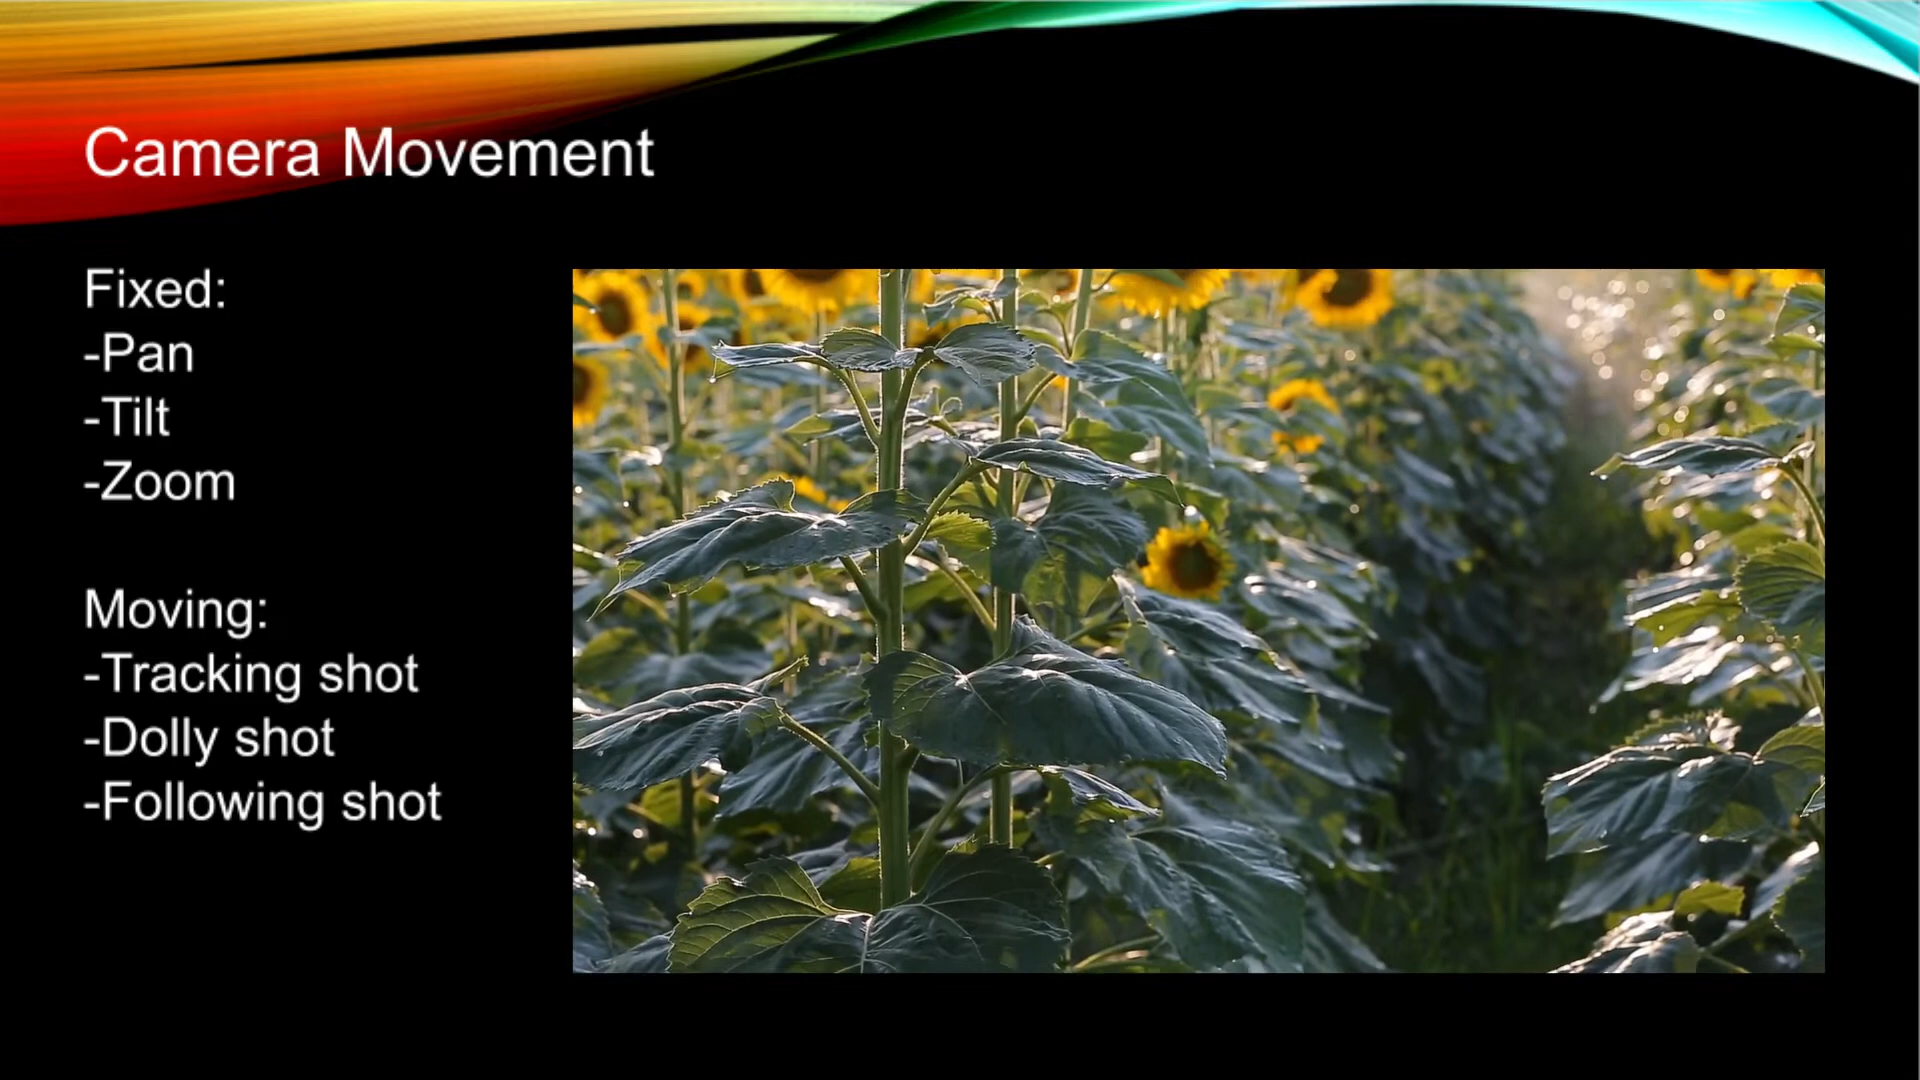 Camera Movement
Fixed:
-Pan
-Tilt
-Zoom
Moving:
-Tracking shot
-Dolly shot
-Following shot